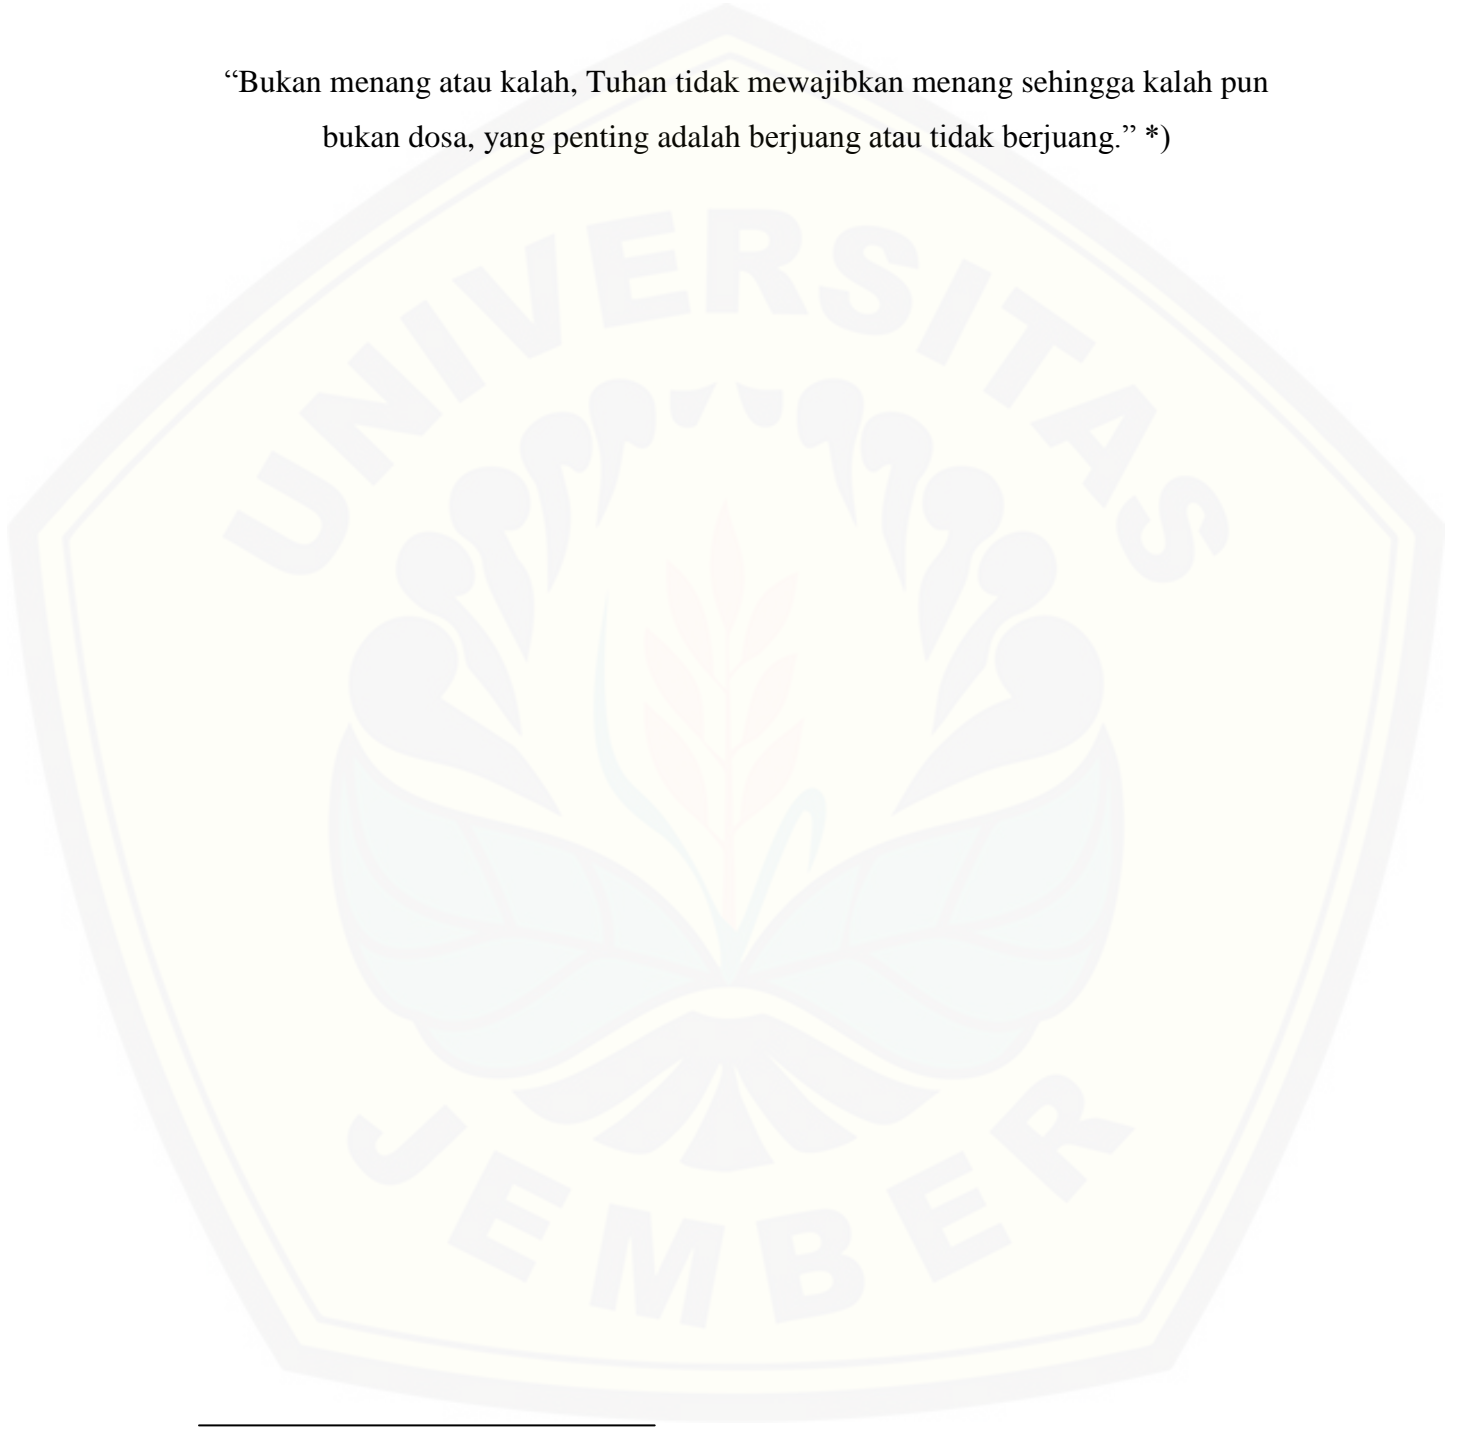 “Bukan menang atau kalah, Tuhan tidak mewajibkan menang sehingga kalah pun
bukan dosa, yang penting adalah berjuang atau tidak berjuang.” *)
UNIVERSITAS
JEMBER